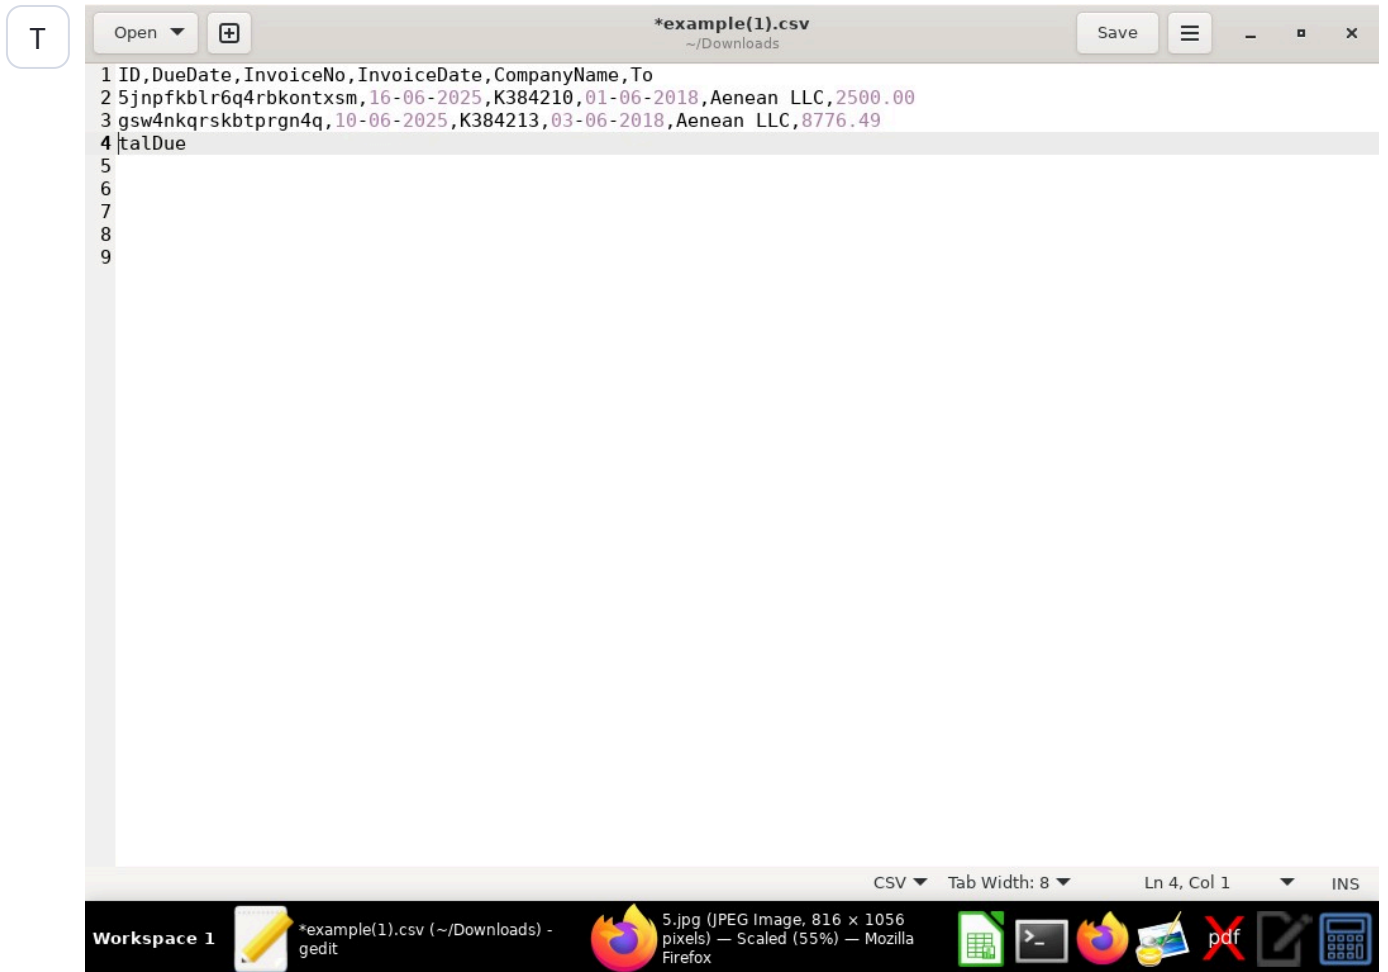 T
Open
*example(1).csv
~/Downloads
Save
1 ID,DueDate,InvoiceNo,InvoiceDate,CompanyName,To
2 5jnpfkblr6q4rbkontxsm,16-06-2025,K384210,01-06-2018,Aenean LLC,2500.00
3 gsw4nkqrskbtprgn4q,10-06-2025,K384213,03-06-2018,Aenean LLC,8776.49
4 talDue
5
6
7
8
9
CSV Tab Width: 8 Ln 4, Col 1 INS
Workspace 1
*example(1).csv (~/Downloads) -
gedit
5.jpg (JPEG Image, 816 × 1056
pixels) — Scaled (55%) — Mozilla
Firefox
>_
pdf